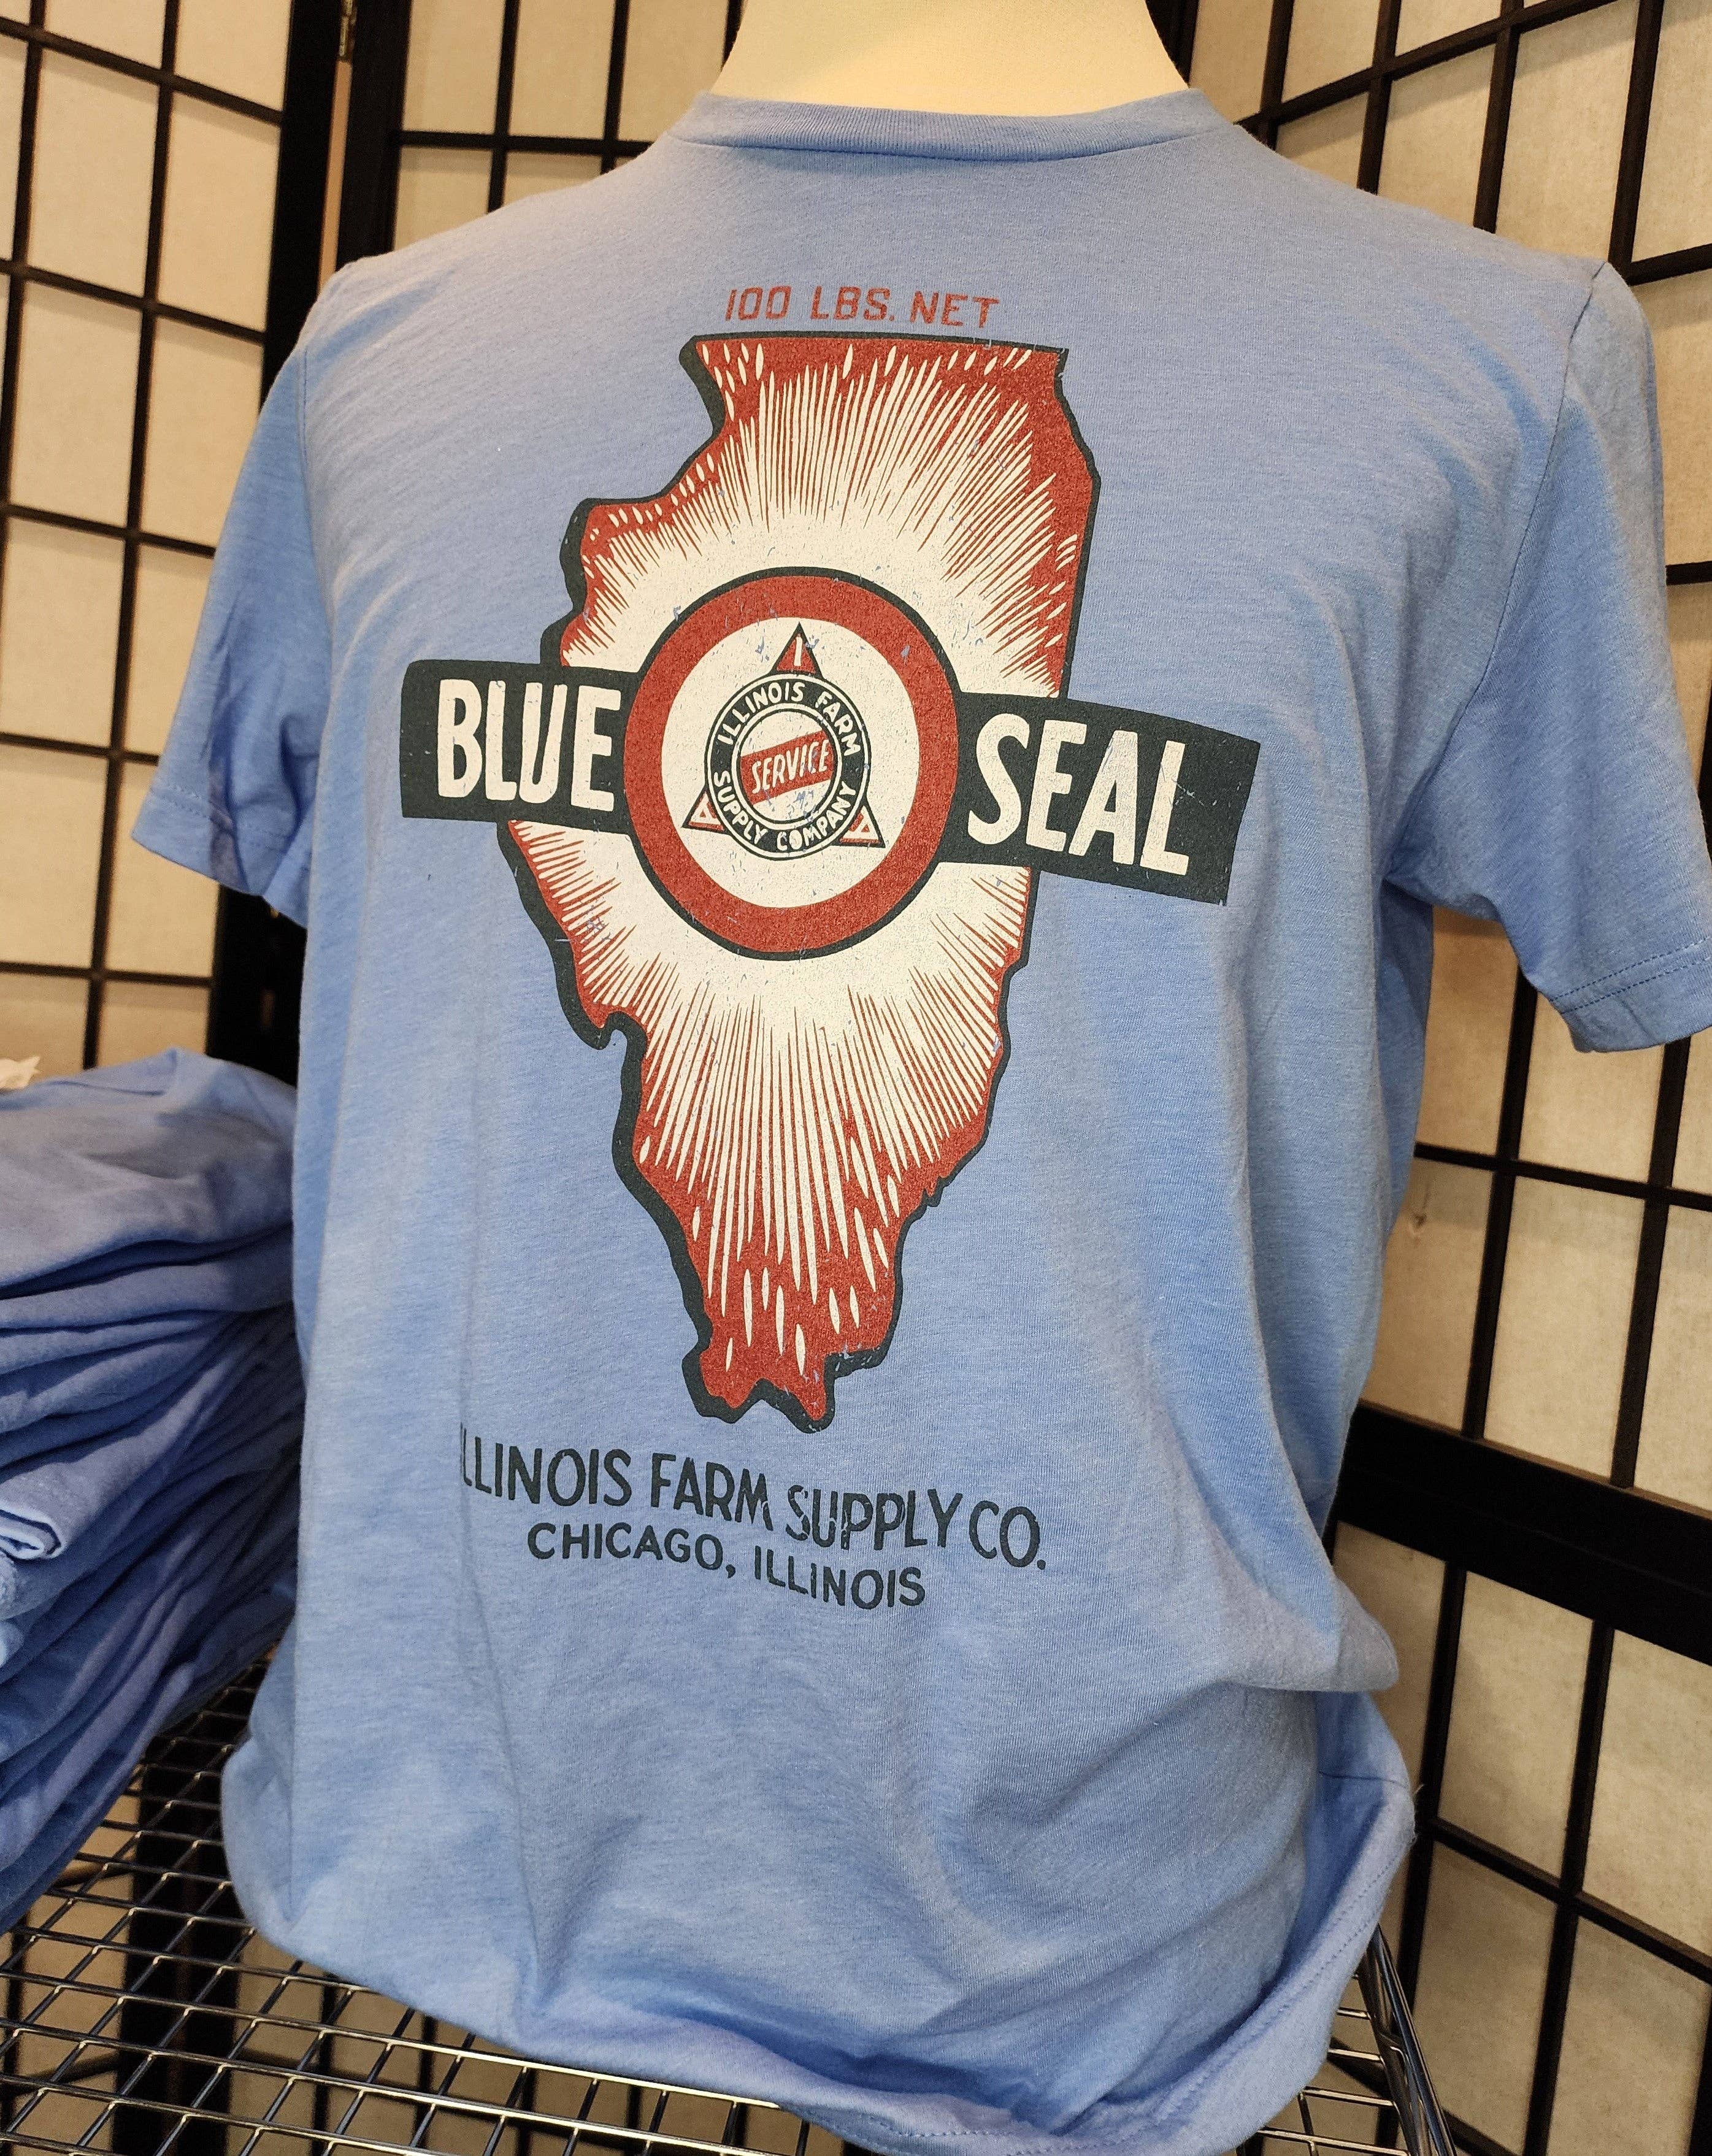 100 LBS. NET
BLUE SEAL
I
ILLINOIS FARM
SERVICE
SUPPLY COMPANY
A A
ILLINOIS FARM SUPPLY CO.
CHICAGO, ILLINOIS